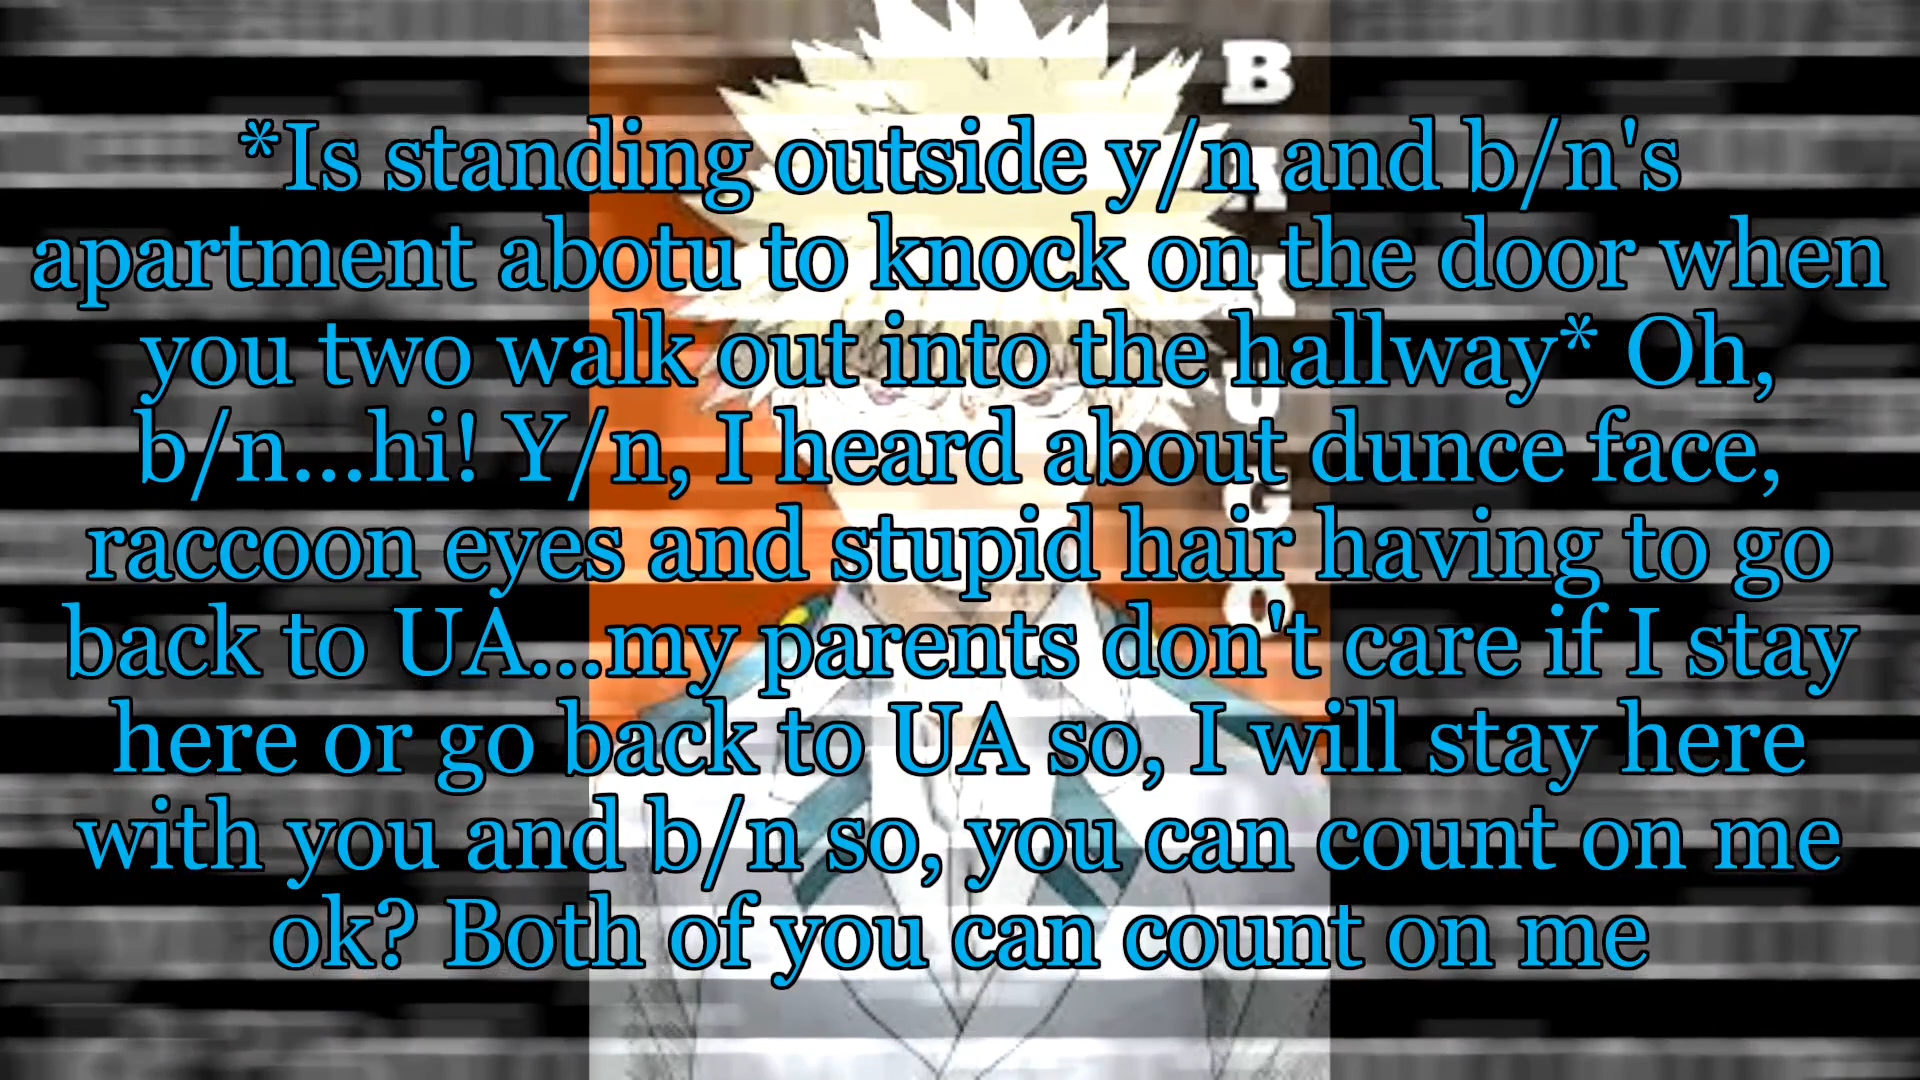 *Is standing outside y/n and b/n's
apartment abotu to knock on the door when
you two walk out into the hallway* Oh,
b/n...hi! Y/n, I heard about dunce face,
raccoon eyes and stupid hair having to go
back to UA...my parents don't care if I stay
here or go back to UA so, I will stay here
with you and b/n so, you can count on me
ok? Both of you can count on me
BAKUGO